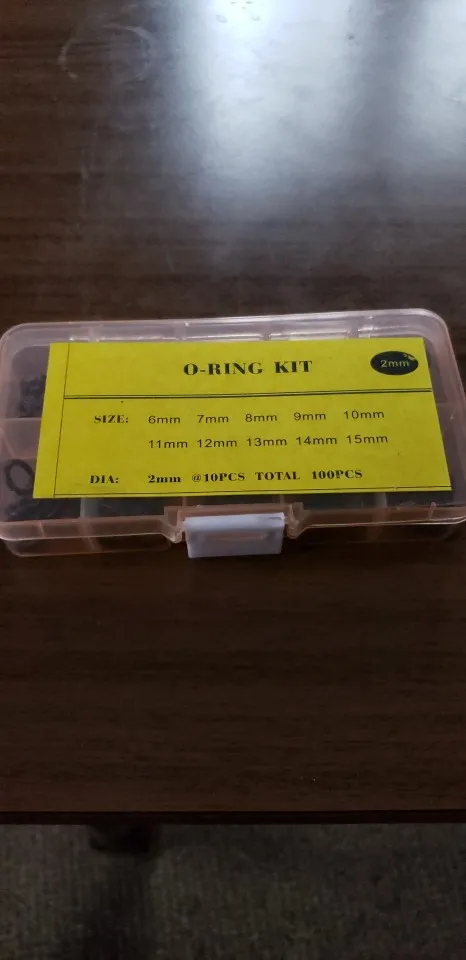 O-RING KIT 2mm
SIZE: 6mm 7mm 8mm 9mm 10mm
11mm 12mm 13mm 14mm 15mm
DIA: 2mm @10PCS TOTAL 100PCS